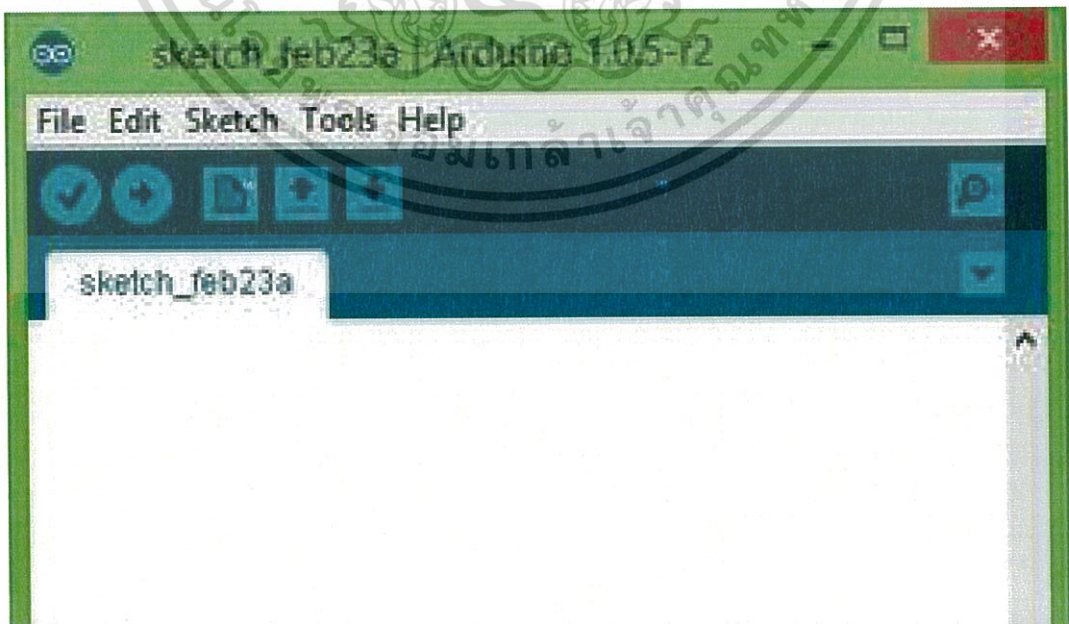 sketch_feb23a | Arduino 1.0.5-r2
File Edit Sketch Tools Help
sketch_feb23a